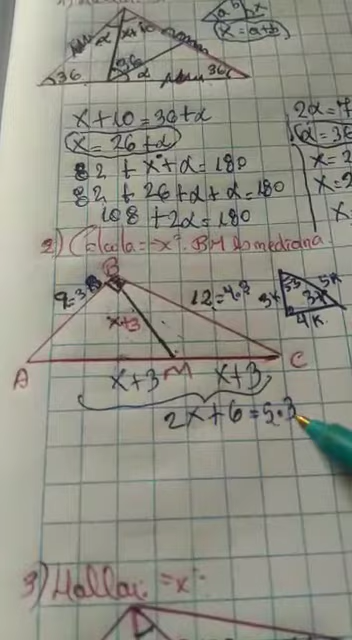 a b x
x = a+b
α x+10
36 36 α 36
x+10=36+α
x = 26+α
82 + x + α = 180
82 + 26 + α + α = 180
108 + 2α = 180
2α = 7
α = 36
x = 2
x = 2
x
2) Calcula = x? BM es mediana
B
9=3.3 x+3 12=4.3
3k 53 5k
37
4k
A M C
x+3 x+3
2x+6=5.3
3) Hallar = x: